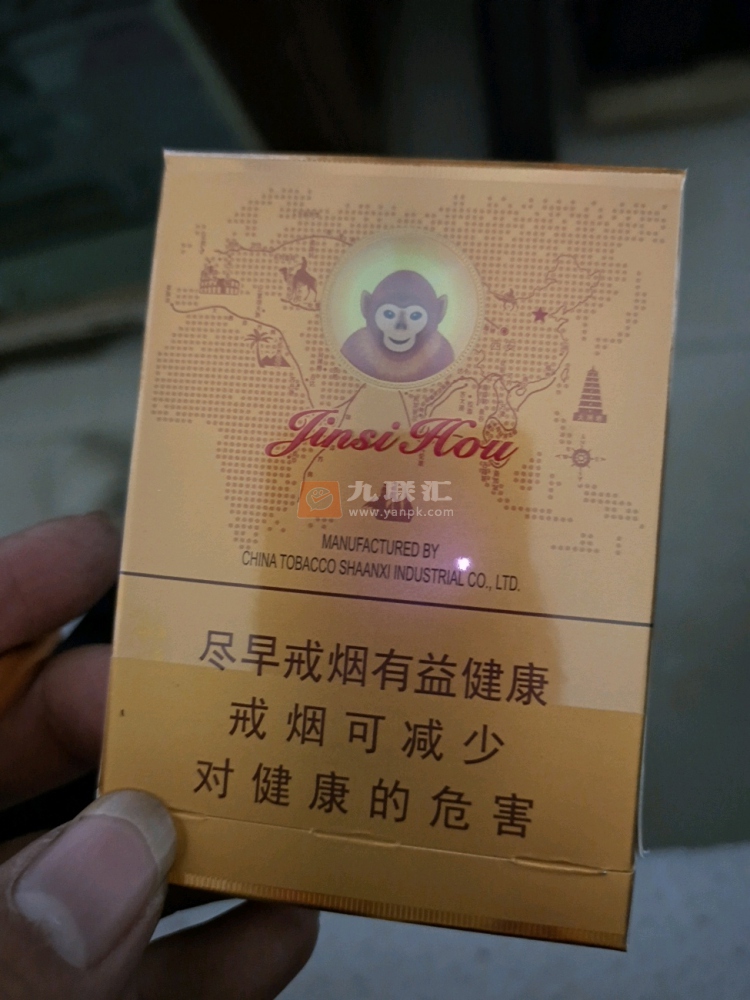 Jinsi Hou
九联汇
www.yanpk.com
MANUFACTURED BY
CHINA TOBACCO SHAANXI INDUSTRIAL CO., LTD.
尽早戒烟有益健康
戒烟可减少
对健康的危害